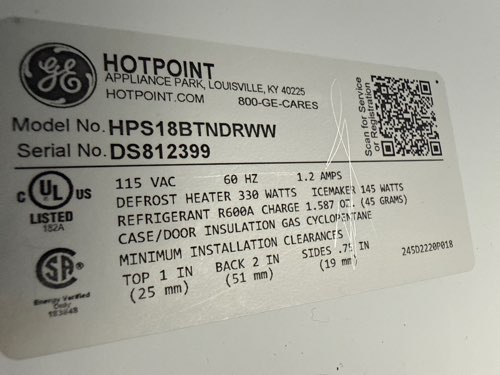 GE
HOTPOINT
APPLIANCE PARK, LOUISVILLE, KY 40225
HOTPOINT.COM 800-GE-CARES
Scan for Service
or Registration
Model No. HPS18BTNDRWW
Serial No. DS812399
C UL US
LISTED
182A
115 VAC 60 HZ 1.2 AMPS
DEFROST HEATER 330 WATTS ICEMAKER 145 WATTS
REFRIGERANT R600A CHARGE 1.587 OZ. (45 GRAMS)
CASE/DOOR INSULATION GAS CYCLOPENTANE
MINIMUM INSTALLATION CLEARANCES
TOP 1 IN BACK 2 IN SIDES .75 IN
(25 mm) (51 mm) (19 mm)
245D2220P018
Energy Verified